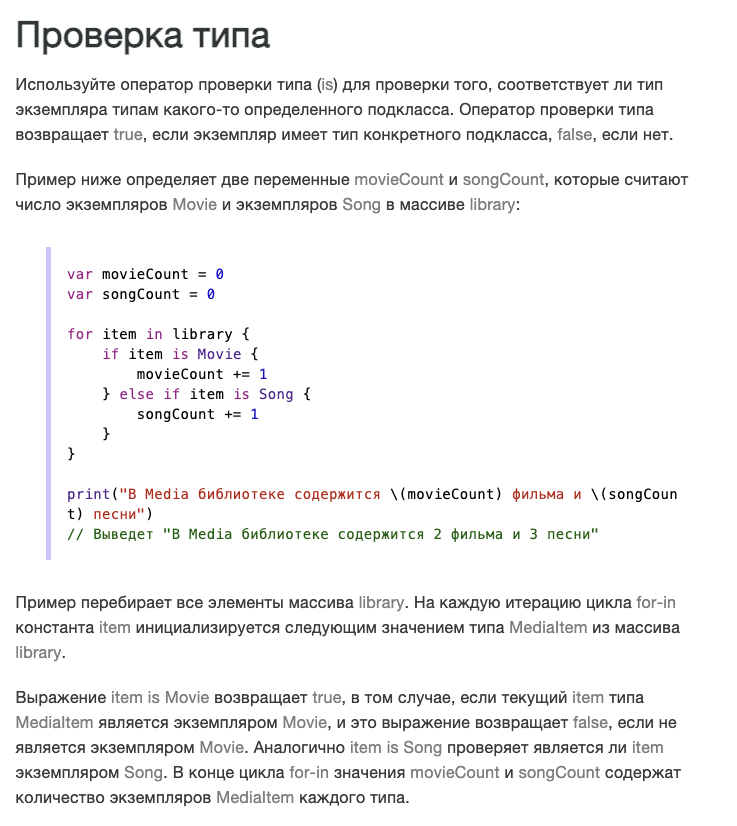 Проверка типа
Используйте оператор проверки типа (is) для проверки того, соответствует ли тип
экземпляра типам какого-то определенного подкласса. Оператор проверки типа
возвращает true, если экземпляр имеет тип конкретного подкласса, false, если нет.
Пример ниже определяет две переменные movieCount и songCount, которые считают
число экземпляров Movie и экземпляров Song в массиве library:
var movieCount = 0
var songCount = 0
for item in library {
    if item is Movie {
        movieCount += 1
    } else if item is Song {
        songCount += 1
    }
}
print("В Media библиотеке содержится \(movieCount) фильма и \(songCoun
t) песни")
// Выведет "В Media библиотеке содержится 2 фильма и 3 песни"
Пример перебирает все элементы массива library. На каждую итерацию цикла for-in
константа item инициализируется следующим значением типа MediaItem из массива
library.
Выражение item is Movie возвращает true, в том случае, если текущий item типа
MediaItem является экземпляром Movie, и это выражение возвращает false, если не
является экземпляром Movie. Аналогично item is Song проверяет является ли item
экземпляром Song. В конце цикла for-in значения movieCount и songCount содержат
количество экземпляров MediaItem каждого типа.